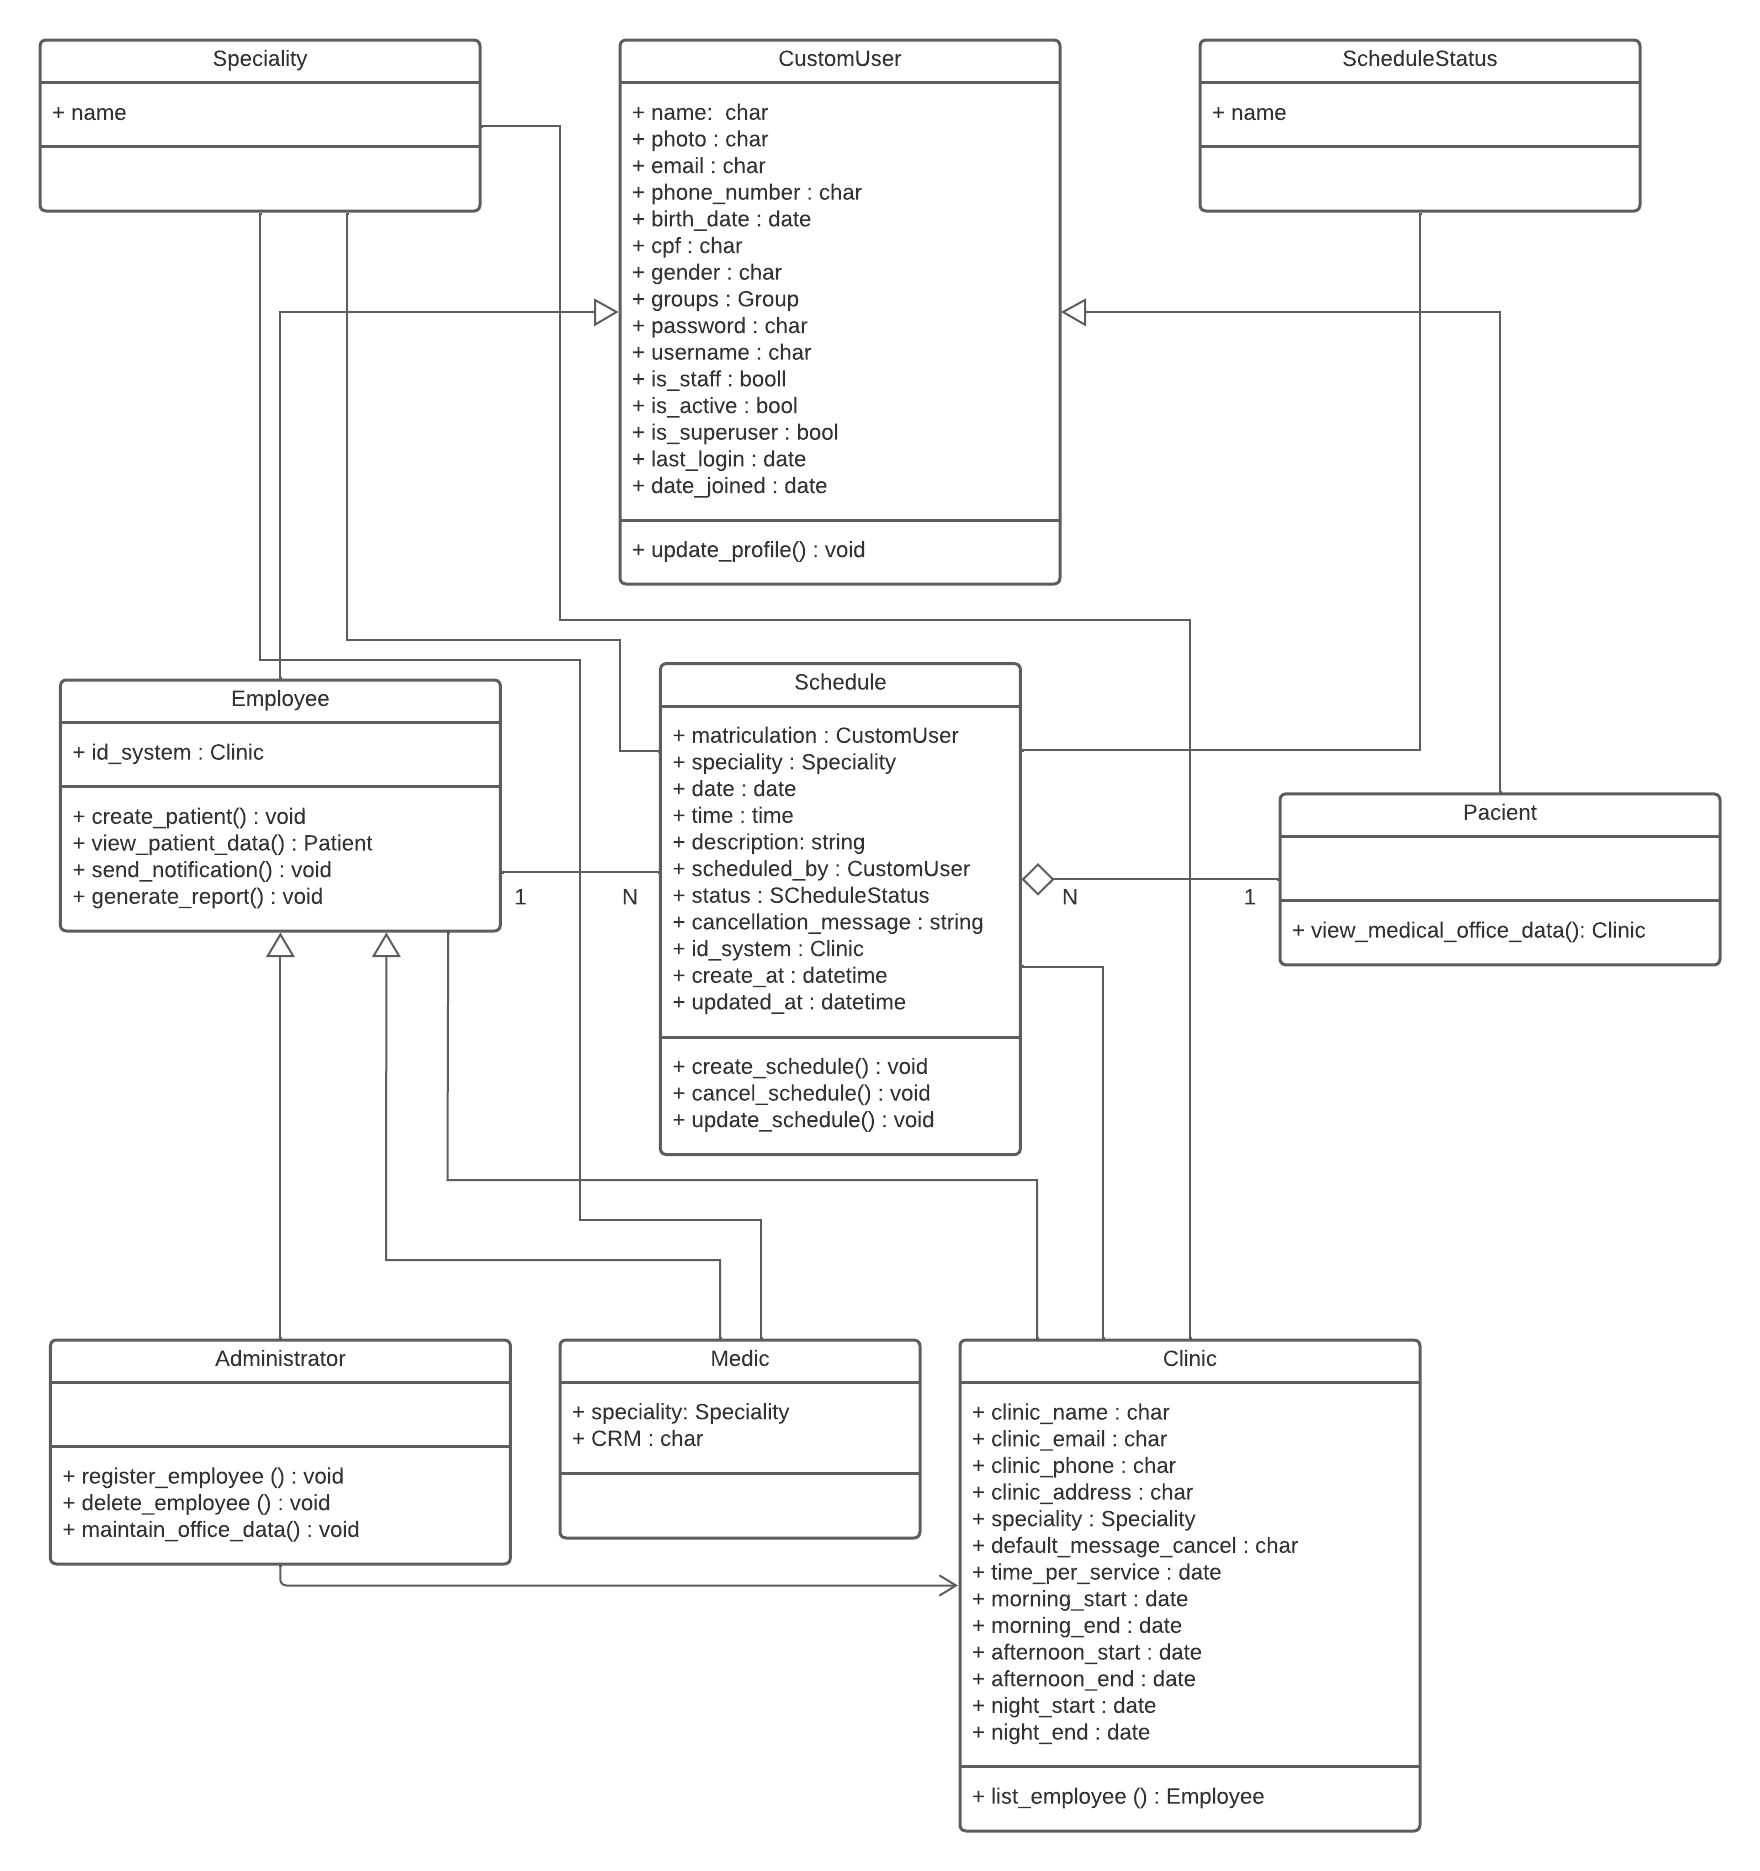 Speciality
+ name
CustomUser
+ name:  char
+ photo : char
+ email : char
+ phone_number : char
+ birth_date : date
+ cpf : char
+ gender : char
+ groups : Group
+ password : char
+ username : char
+ is_staff : booll
+ is_active : bool
+ is_superuser : bool
+ last_login : date
+ date_joined : date
+ update_profile() : void
ScheduleStatus
+ name
Employee
+ id_system : Clinic
+ create_patient() : void
+ view_patient_data() : Patient
+ send_notification() : void
+ generate_report() : void
1
N
Schedule
+ matriculation : CustomUser
+ speciality : Speciality
+ date : date
+ time : time
+ description: string
+ scheduled_by : CustomUser
+ status : SCheduleStatus
+ cancellation_message : string
+ id_system : Clinic
+ create_at : datetime
+ updated_at : datetime
+ create_schedule() : void
+ cancel_schedule() : void
+ update_schedule() : void
N
1
Pacient
+ view_medical_office_data(): Clinic
Administrator
+ register_employee () : void
+ delete_employee () : void
+ maintain_office_data() : void
Medic
+ speciality: Speciality
+ CRM : char
Clinic
+ clinic_name : char
+ clinic_email : char
+ clinic_phone : char
+ clinic_address : char
+ speciality : Speciality
+ default_message_cancel : char
+ time_per_service : date
+ morning_start : date
+ morning_end : date
+ afternoon_start : date
+ afternoon_end : date
+ night_start : date
+ night_end : date
+ list_employee () : Employee